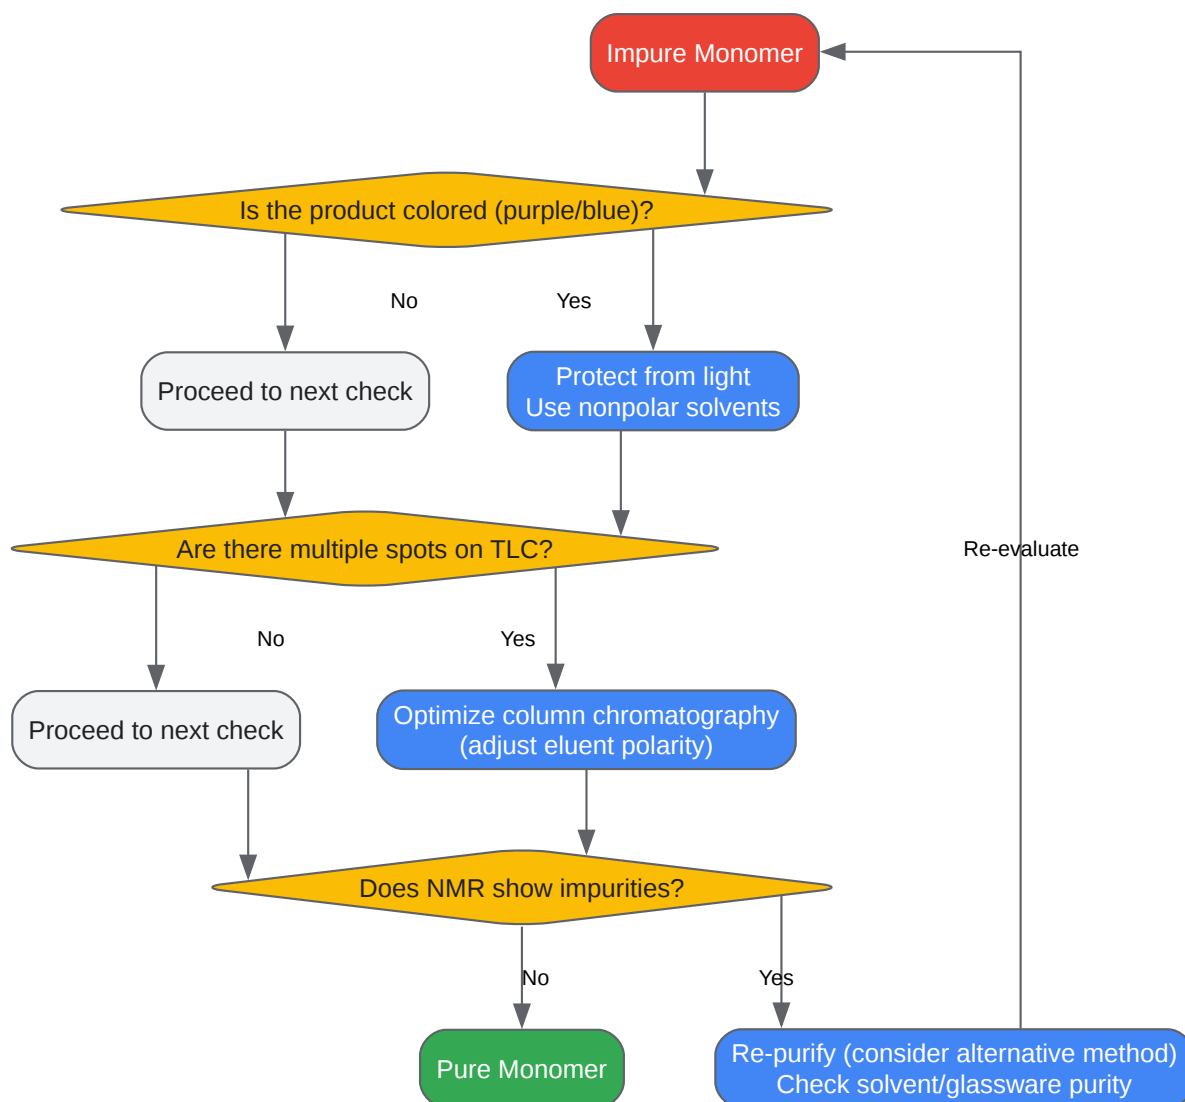 Impure Monomer
Is the product colored (purple/blue)?
No
Yes
Proceed to next check
Protect from light
Use nonpolar solvents
Are there multiple spots on TLC?
Re-evaluate
No
Yes
Proceed to next check
Optimize column chromatography
(adjust eluent polarity)
Does NMR show impurities?
No
Yes
Pure Monomer
Re-purify (consider alternative method)
Check solvent/glassware purity